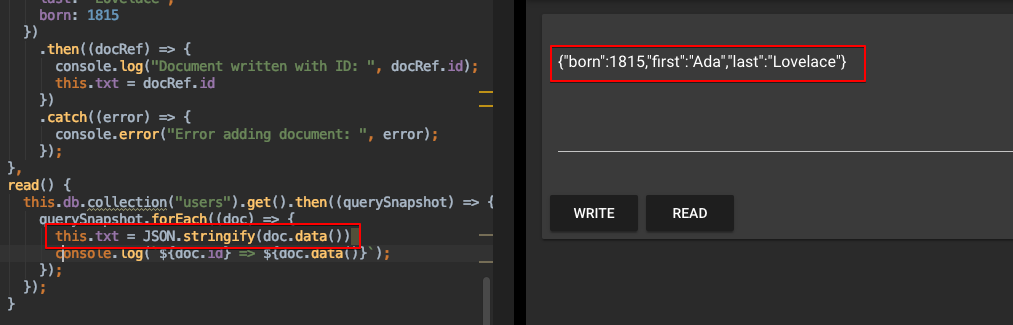 last: "Lovelace",
born: 1815
})
.then((docRef) => {
console.log("Document written with ID: ", docRef.id);
this.txt = docRef.id
})
.catch((error) => {
console.error("Error adding document: ", error);
});
},
read() {
this.db.collection("users").get().then((querySnapshot) => {
querySnapshot.forEach((doc) => {
this.txt = JSON.stringify(doc.data())
console.log(`${doc.id} => ${doc.data()}`);
});
});
}
{"born":1815,"first":"Ada","last":"Lovelace"}
WRITE
READ